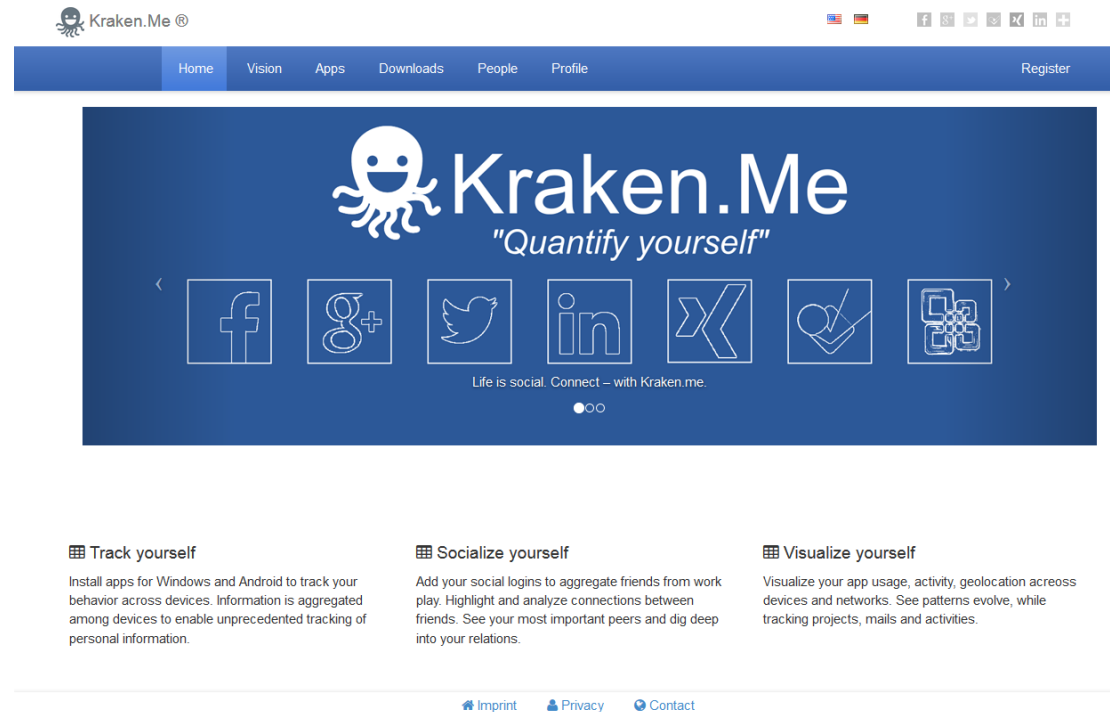 Kraken.Me ®
Home Vision Apps Downloads People Profile Register
Kraken.Me
"Quantify yourself"
Life is social. Connect – with Kraken.me.
Track yourself
Install apps for Windows and Android to track your
behavior across devices. Information is aggregated
among devices to enable unprecedented tracking of
personal information.
Socialize yourself
Add your social logins to aggregate friends from work
play. Highlight and analyze connections between
friends. See your most important peers and dig deep
into your relations.
Visualize yourself
Visualize your app usage, activity, geolocation acreoss
devices and networks. See patterns evolve, while
tracking projects, mails and activities.
Imprint Privacy Contact